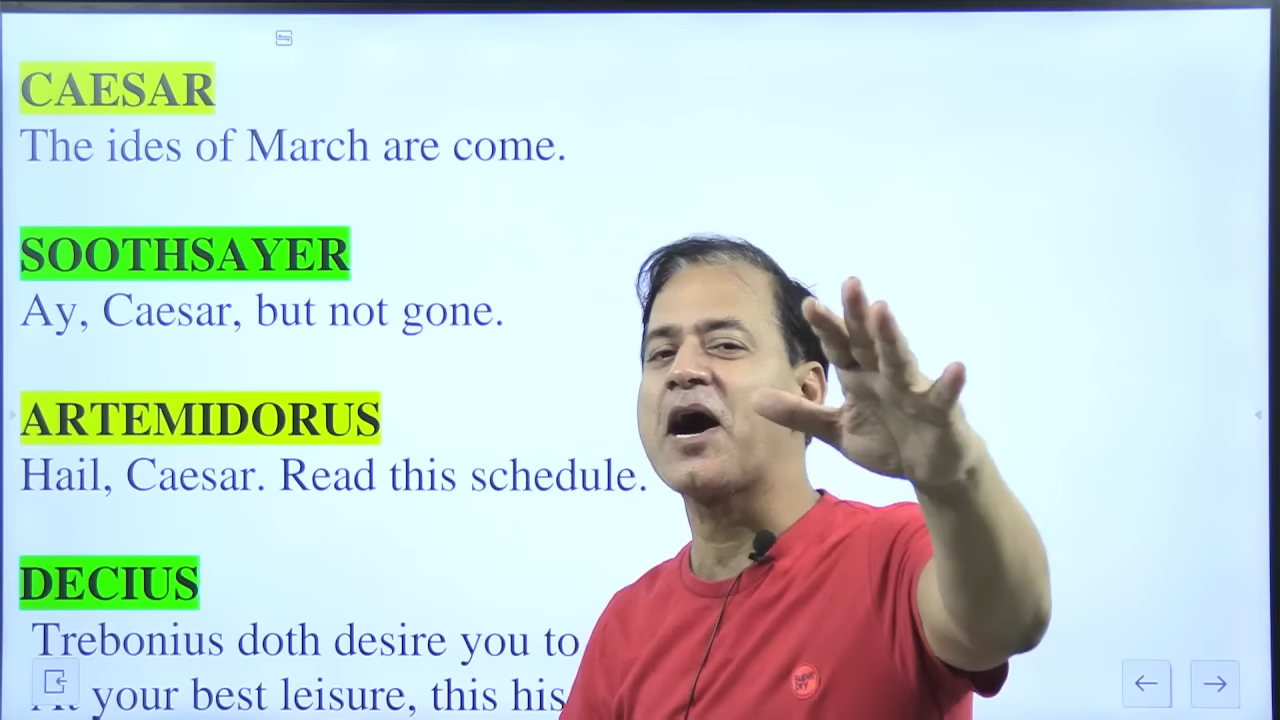 CAESAR
The ides of March are come.
SOOTHSAYER
Ay, Caesar, but not gone.
ARTEMIDORUS
Hail, Caesar. Read this schedule.
DECIUS
Trebonius doth desire you to
your best leisure, this his